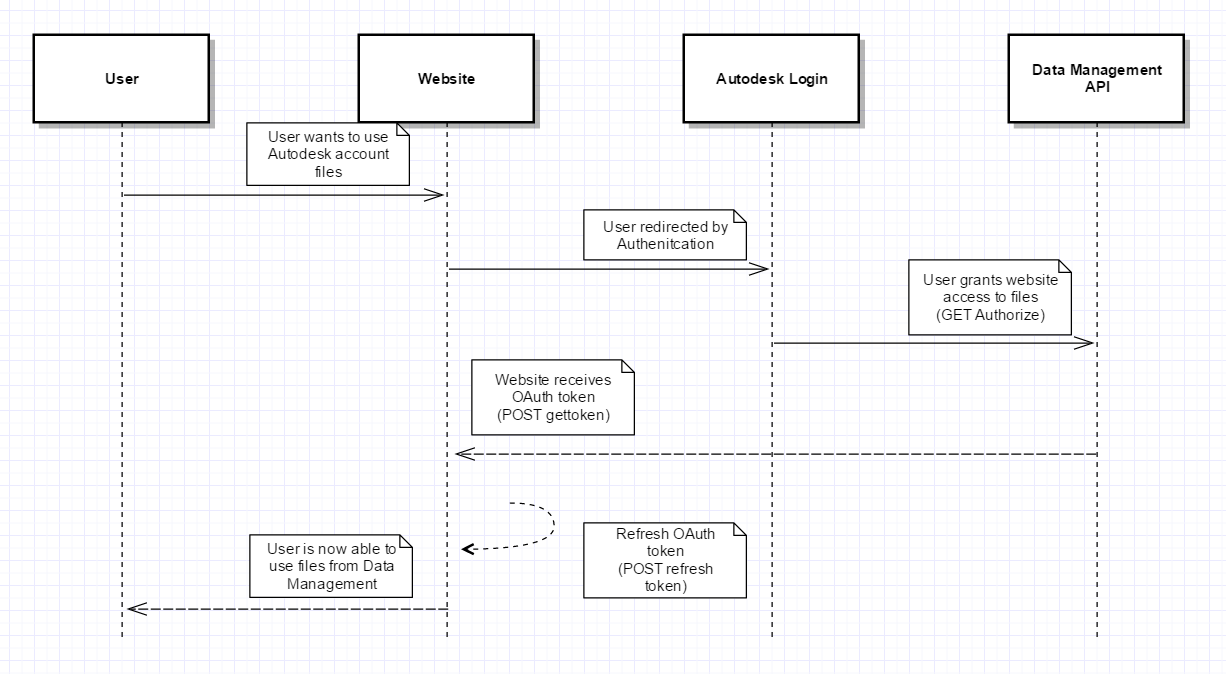 User
Website
Autodesk Login
Data Management
API
User wants to use
Autodesk account
files
User redirected by
Authenitcation
User grants website
access to files
(GET Authorize)
Website receives
OAuth token
(POST gettoken)
Refresh OAuth
token
(POST refresh
token)
User is now able to
use files from Data
Management